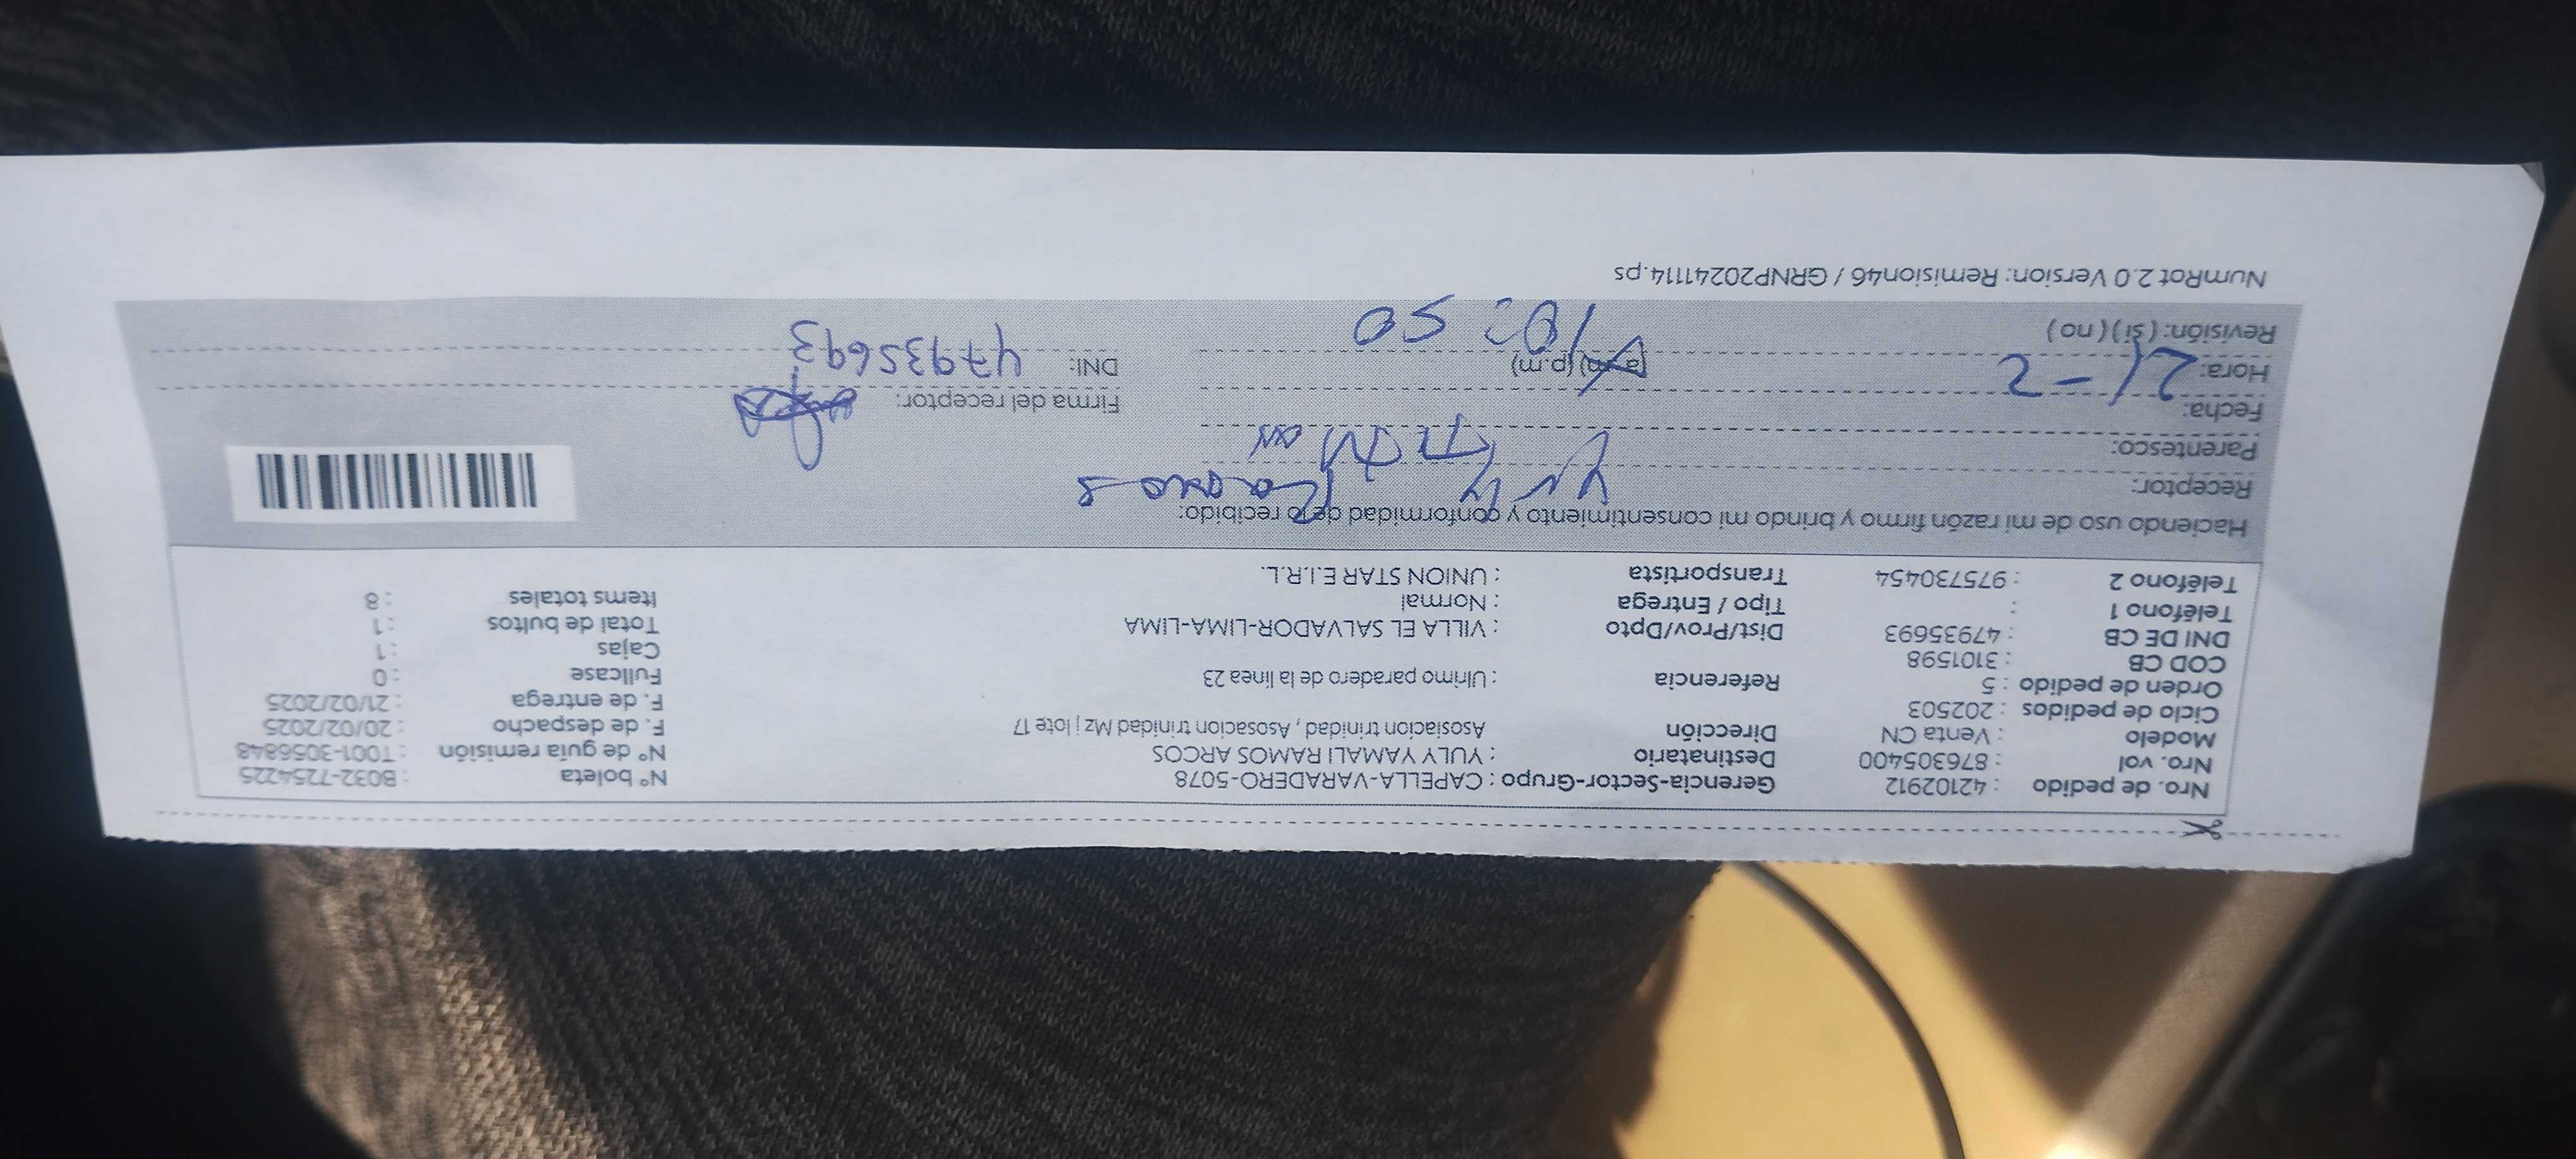 Nro. de pedido : 42102912 Gerencia-Sector-Grupo : CAPELLA-VARADERO-5078 N° boleta : B032-7254225
Nro. vol : 876305400 Destinatario : YULY YAMALI RAMOS ARCOS N° de guía remisión : T001-3056848
Modelo : Venta CN Dirección Asosiacion trinidad , Asosacion trinidad Mz j lote 17 F. de despacho : 20/02/2025
Ciclo de pedidos : 202503 F. de entrega : 21/02/2025
Orden de pedido : 5 Referencia : Ulrimo paradero de la linea 23 Fullcase : 0
COD CB : 3101598 Cajas : 1
DNI DE CB : 47935693 Dist/Prov/Dpto : VILLA EL SALVADOR-LIMA-LIMA Total de bultos : 1
Teléfono 1 : Tipo / Entrega : Normal Items totales : 8
Teléfono 2 : 975730454 Transportista : UNION STAR E.I.R.L.
Haciendo uso de mi razón firmo y brindo mi consentimiento y conformidad de lo recibido:
Receptor: Yuly Ramos
Parentesco: Titular
Fecha: 21-2 Firma del receptor:
Hora: (a.m) (p.m) 10:50 DNI: 47935693
Revisión: ( si ) ( no )
NumRot 2.0 Version: Remision46 / GRNP20241114.ps